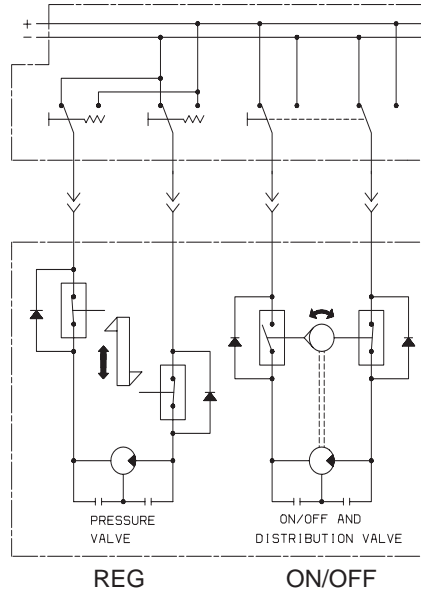 +
−
PRESSURE
VALVE
ON/OFF AND
DISTRIBUTION VALVE
REG
ON/OFF